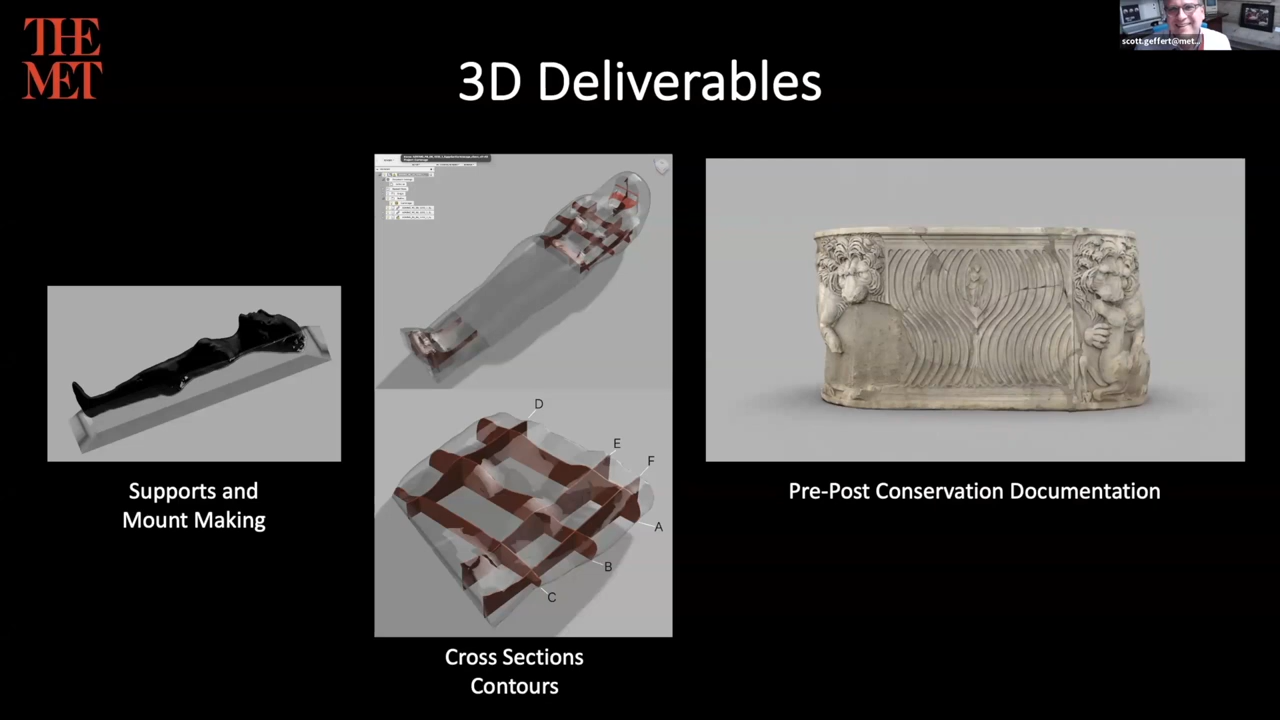 THE
MET
scott.geffert@met...
3D Deliverables
D
E
F
A
B
C
Supports and
Mount Making
Cross Sections
Contours
Pre-Post Conservation Documentation